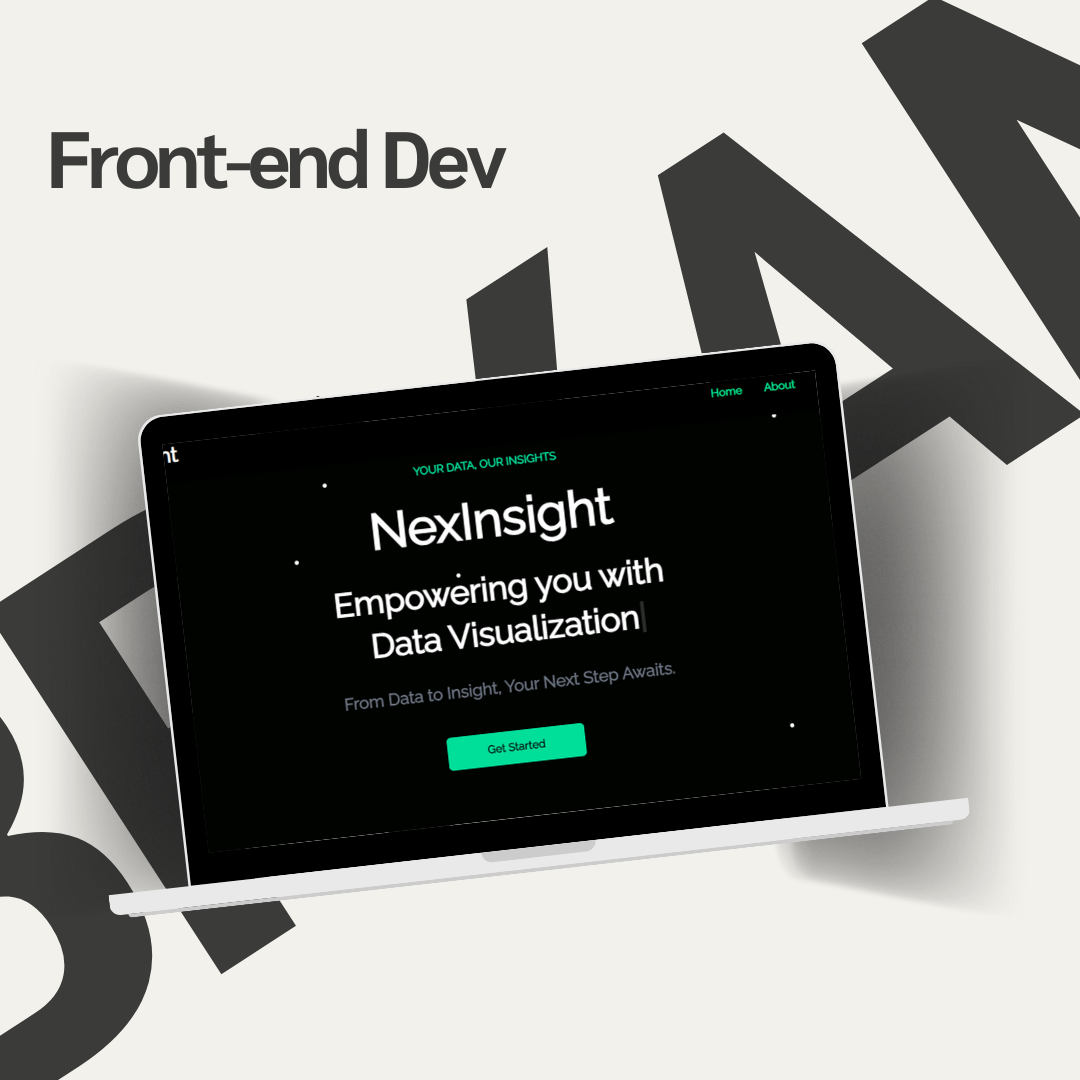 Front-end Dev
nt
Home About
YOUR DATA, OUR INSIGHTS
NexInsight
Empowering you with
Data Visualization
From Data to Insight, Your Next Step Awaits.
Get Started